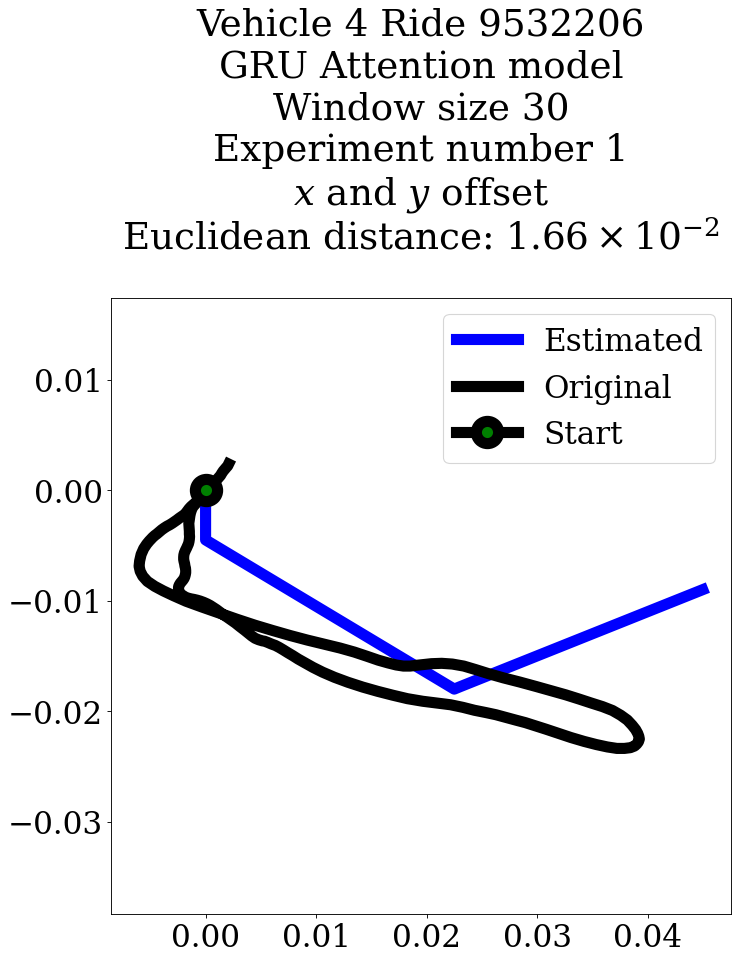 Vehicle 4 Ride 9532206
GRU Attention model
Window size 30
Experiment number 1
x and y offset
Euclidean distance: 1.66 × 10⁻²
Estimated
Original
Start
0.01
0.00
−0.01
−0.02
−0.03
0.00 0.01 0.02 0.03 0.04